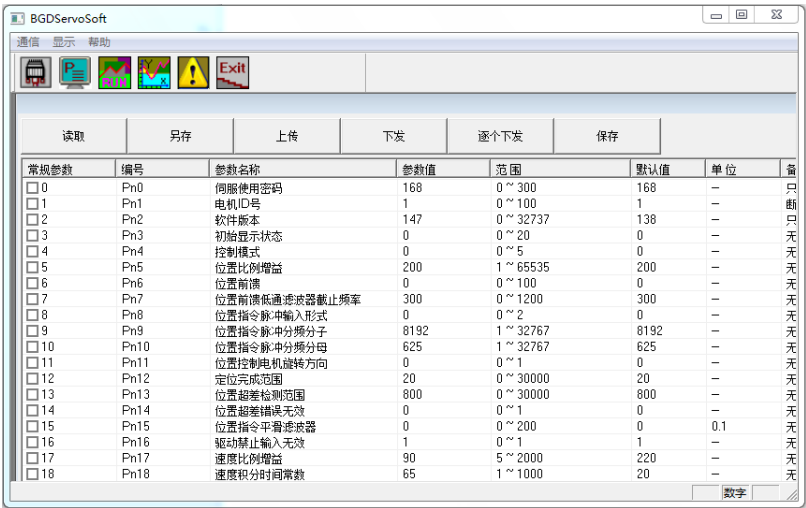 BGDServoSoft
通信 显示 帮助
P
RUN
Y
X
!
Exit
读取 另存 上传 下发 逐个下发 保存
常规参数 编号 参数名称 参数值 范围 默认值 单位 备
0 Pn0 伺服使用密码 168 0 ~ 300 168 — 只
1 Pn1 电机ID号 1 0 ~ 100 1 — 断
2 Pn2 软件版本 147 0 ~ 32737 138 — 只
3 Pn3 初始显示状态 0 0 ~ 20 0 — 无
4 Pn4 控制模式 0 0 ~ 5 0 — 无
5 Pn5 位置比例增益 200 1 ~ 65535 200 — 无
6 Pn6 位置前馈 0 0 ~ 100 0 — 无
7 Pn7 位置前馈低通滤波器截止频率 300 0 ~ 1200 300 — 无
8 Pn8 位置指令脉冲输入形式 0 0 ~ 2 0 — 无
9 Pn9 位置指令脉冲分频分子 8192 1 ~ 32767 8192 — 无
10 Pn10 位置指令脉冲分频分母 625 1 ~ 32767 625 — 无
11 Pn11 位置控制电机旋转方向 0 0 ~ 1 0 — 无
12 Pn12 定位完成范围 20 0 ~ 30000 20 — 无
13 Pn13 位置超差检测范围 800 0 ~ 30000 800 — 无
14 Pn14 位置超差错误无效 0 0 ~ 1 0 — 无
15 Pn15 位置指令平滑滤波器 0 0 ~ 200 0 0.1 无
16 Pn16 驱动禁止输入无效 1 0 ~ 1 1 — 无
17 Pn17 速度比例增益 90 5 ~ 2000 220 — 无
18 Pn18 速度积分时间常数 65 1 ~ 1000 20 — 无
数字